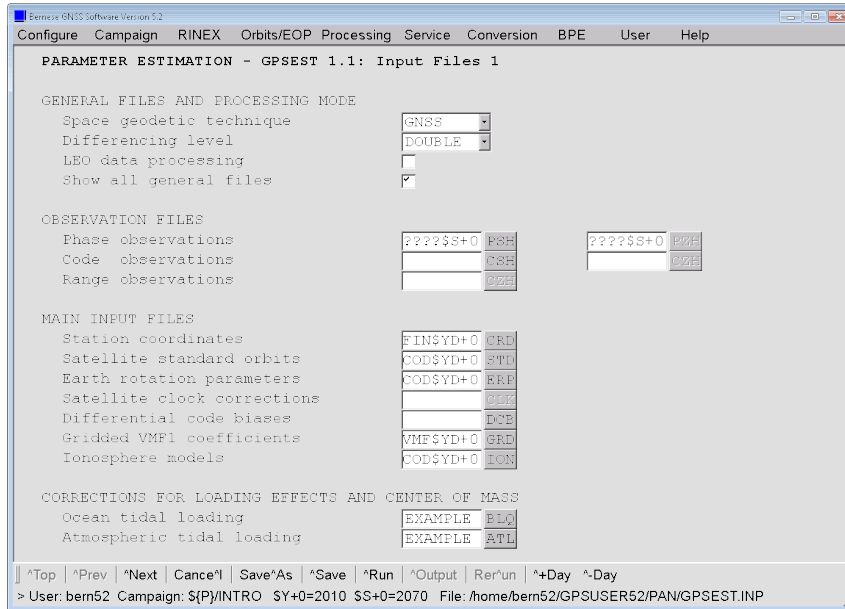 Bernese GNSS Software Version 5.2
Configure Campaign RINEX Orbits/EOP Processing Service Conversion BPE User Help
PARAMETER ESTIMATION - GPSEST 1.1: Input Files 1
GENERAL FILES AND PROCESSING MODE
Space geodetic technique GNSS
Differencing level DOUBLE
LEO data processing
Show all general files
OBSERVATION FILES
Phase observations ????$S+0 PSH ????$S+0 PZH
Code observations CSH CZH
Range observations CZH
MAIN INPUT FILES
Station coordinates FIN$YD+0 CRD
Satellite standard orbits COD$YD+0 STD
Earth rotation parameters COD$YD+0 ERP
Satellite clock corrections CLK
Differential code biases DCB
Gridded VMF1 coefficients VMF$YD+0 GRD
Ionosphere models COD$YD+0 ION
CORRECTIONS FOR LOADING EFFECTS AND CENTER OF MASS
Ocean tidal loading EXAMPLE BLQ
Atmospheric tidal loading EXAMPLE ATL
^Top | ^Prev | ^Next | Cance^l | Save^As | ^Save | ^Run | ^Output | Rer^un | ^+Day ^-Day
> User: bern52 Campaign: ${P}/INTRO $Y+0=2010 $S+0=2070 File: /home/bern52/GPSUSER52/PAN/GPSEST.INP